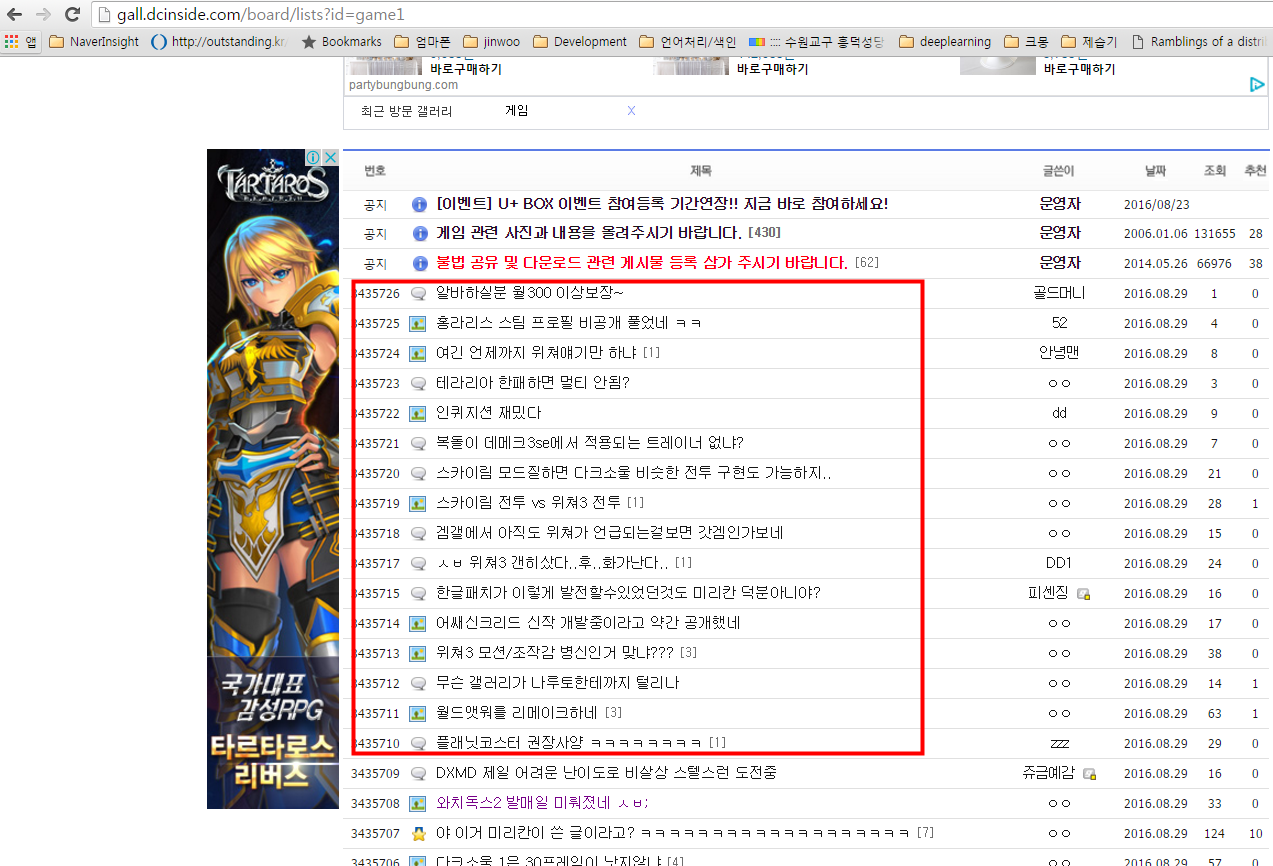 gall.dcinside.com/board/lists?id=game1
앱 NaverInsight http://outstanding.kr/ Bookmarks 얼마폰 jinwoo Development 언어처리/색인 :::: 수원교구 흥덕성당 deeplearning 크몽 제습기 Ramblings of a distri
바로구매하기 바로구매하기 바로구매하기
partybungbung.com
최근 방문 갤러리 게임 X
TARTAROS
국가대표
감성RPG
타르타로스
리버스
번호 제목 글쓴이 날짜 조회 추천
공지 [이벤트] U+ BOX 이벤트 참여등록 기간연장!! 지금 바로 참여하세요! 운영자 2016/08/23
공지 게임 관련 사진과 내용을 올려주시기 바랍니다. [430] 운영자 2006.01.06 131655 28
공지 불법 공유 및 다운로드 관련 게시물 등록 삼가 주시기 바랍니다. [62] 운영자 2014.05.26 66976 38
3435726 알바하실분 월300 이상보장~ 골드머니 2016.08.29 1 0
3435725 홍라리스 스팀 프로필 비공개 풀었네 ㅋㅋ 52 2016.08.29 4 0
3435724 여긴 언제까지 위쳐얘기만 하냐 [1] 안녕맨 2016.08.29 8 0
3435723 테라리아 한패하면 멀티 안됨? ㅇㅇ 2016.08.29 3 0
3435722 인퀴지션 재밌다 dd 2016.08.29 9 0
3435721 복돌이 데메크3se에서 적용되는 트레이너 없냐? ㅇㅇ 2016.08.29 7 0
3435720 스카이림 모드질하면 다크소울 비슷한 전투 구현도 가능하지.. ㅇㅇ 2016.08.29 21 0
3435719 스카이림 전투 vs 위쳐3 전투 [1] ㅇㅇ 2016.08.29 28 1
3435718 겜갤에서 아직도 위쳐가 언급되는걸보면 갓겜인가보네 ㅇㅇ 2016.08.29 15 0
3435717 ㅅㅂ 위쳐3 괜히샀다..후..화가난다.. [1] DD1 2016.08.29 24 0
3435715 한글패치가 이렇게 발전할수있었던것도 미리칸 덕분아니야? 피센징 2016.08.29 16 0
3435714 어쌔신크리드 신작 개발중이라고 약간 공개했네 ㅇㅇ 2016.08.29 17 0
3435713 위쳐3 모션/조작감 병신인거 맞냐??? [3] ㅇㅇ 2016.08.29 38 0
3435712 무슨 갤러리가 나루토한테까지 털리냐 ㅇㅇ 2016.08.29 14 1
3435711 월드앳워를 리메이크하네 [3] ㅇㅇ 2016.08.29 63 1
3435710 플래닛코스터 권장사양 ㅋㅋㅋㅋㅋㅋㅋㅋ [1] zzz 2016.08.29 29 0
3435709 DXMD 제일 어려운 난이도로 비살상 스텔스런 도전중 쥬금예감 2016.08.29 16 0
3435708 와치독스2 발매일 미뤄졌네 ㅅㅂ; ㅇㅇ 2016.08.29 33 0
3435707 야 이거 미리칸이 쓴 글이라고? ㅋㅋㅋㅋㅋㅋㅋㅋㅋㅋㅋㅋㅋㅋㅋㅋㅋㅋㅋ [7] ㅇㅇ 2016.08.29 124 10
3435706 다크소울 1은 30프레임이 낫지않냐 [4] ㅇㅇ 2016.08.29 57 0